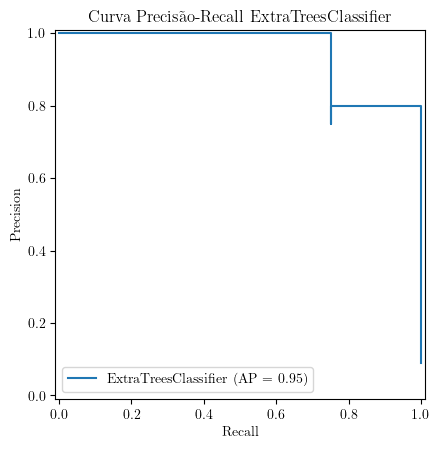 Curva Precisão-Recall ExtraTreesClassifier
1.0
0.8
0.6
0.4
0.2
0.0
Precision
ExtraTreesClassifier (AP = 0.95)
0.0 0.2 0.4 0.6 0.8 1.0
Recall